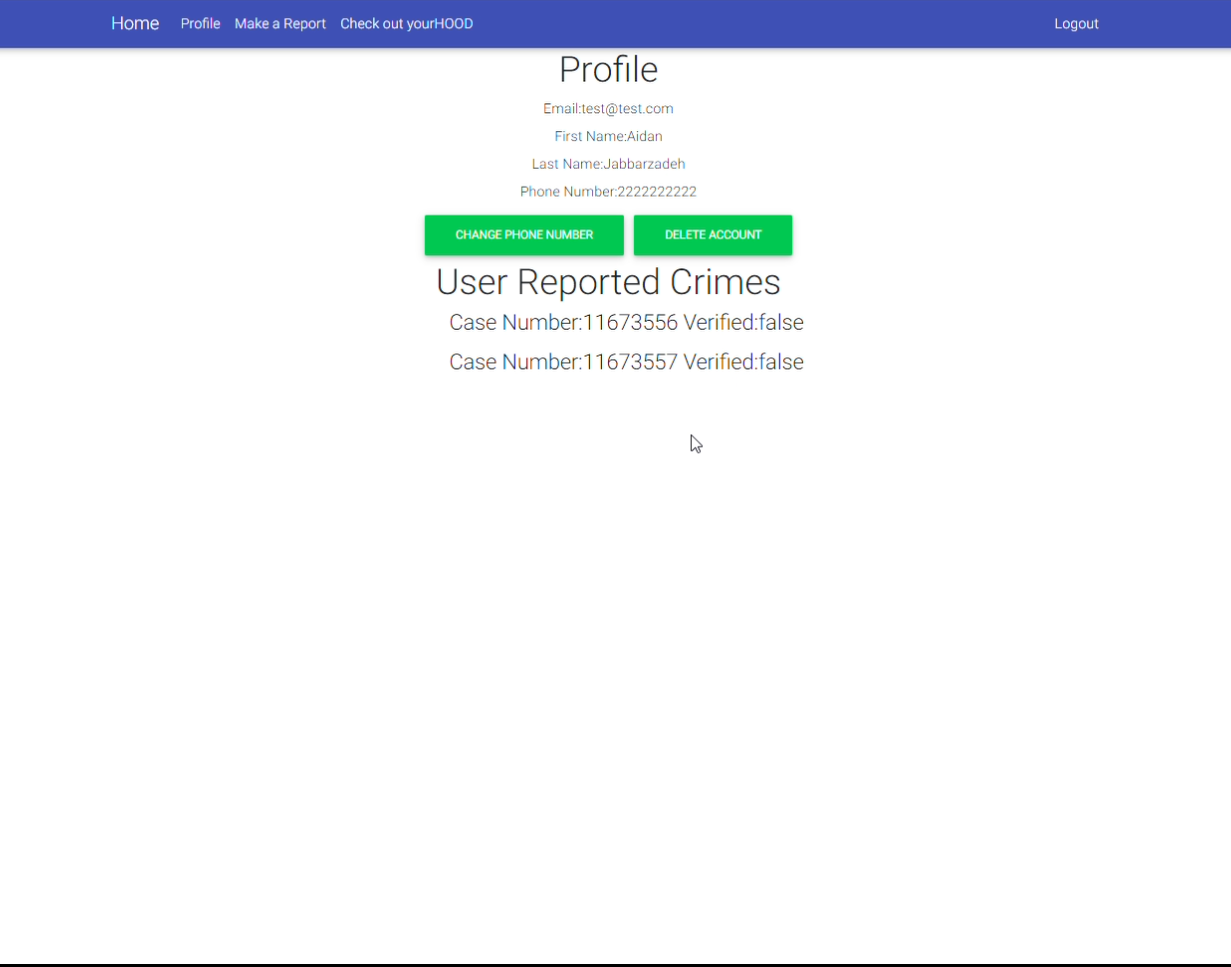 Home Profile Make a Report Check out yourHOOD Logout
Profile
Email:test@test.com
First Name:Aidan
Last Name:Jabbarzadeh
Phone Number:2222222222
CHANGE PHONE NUMBER DELETE ACCOUNT
User Reported Crimes
Case Number:11673556 Verified:false
Case Number:11673557 Verified:false